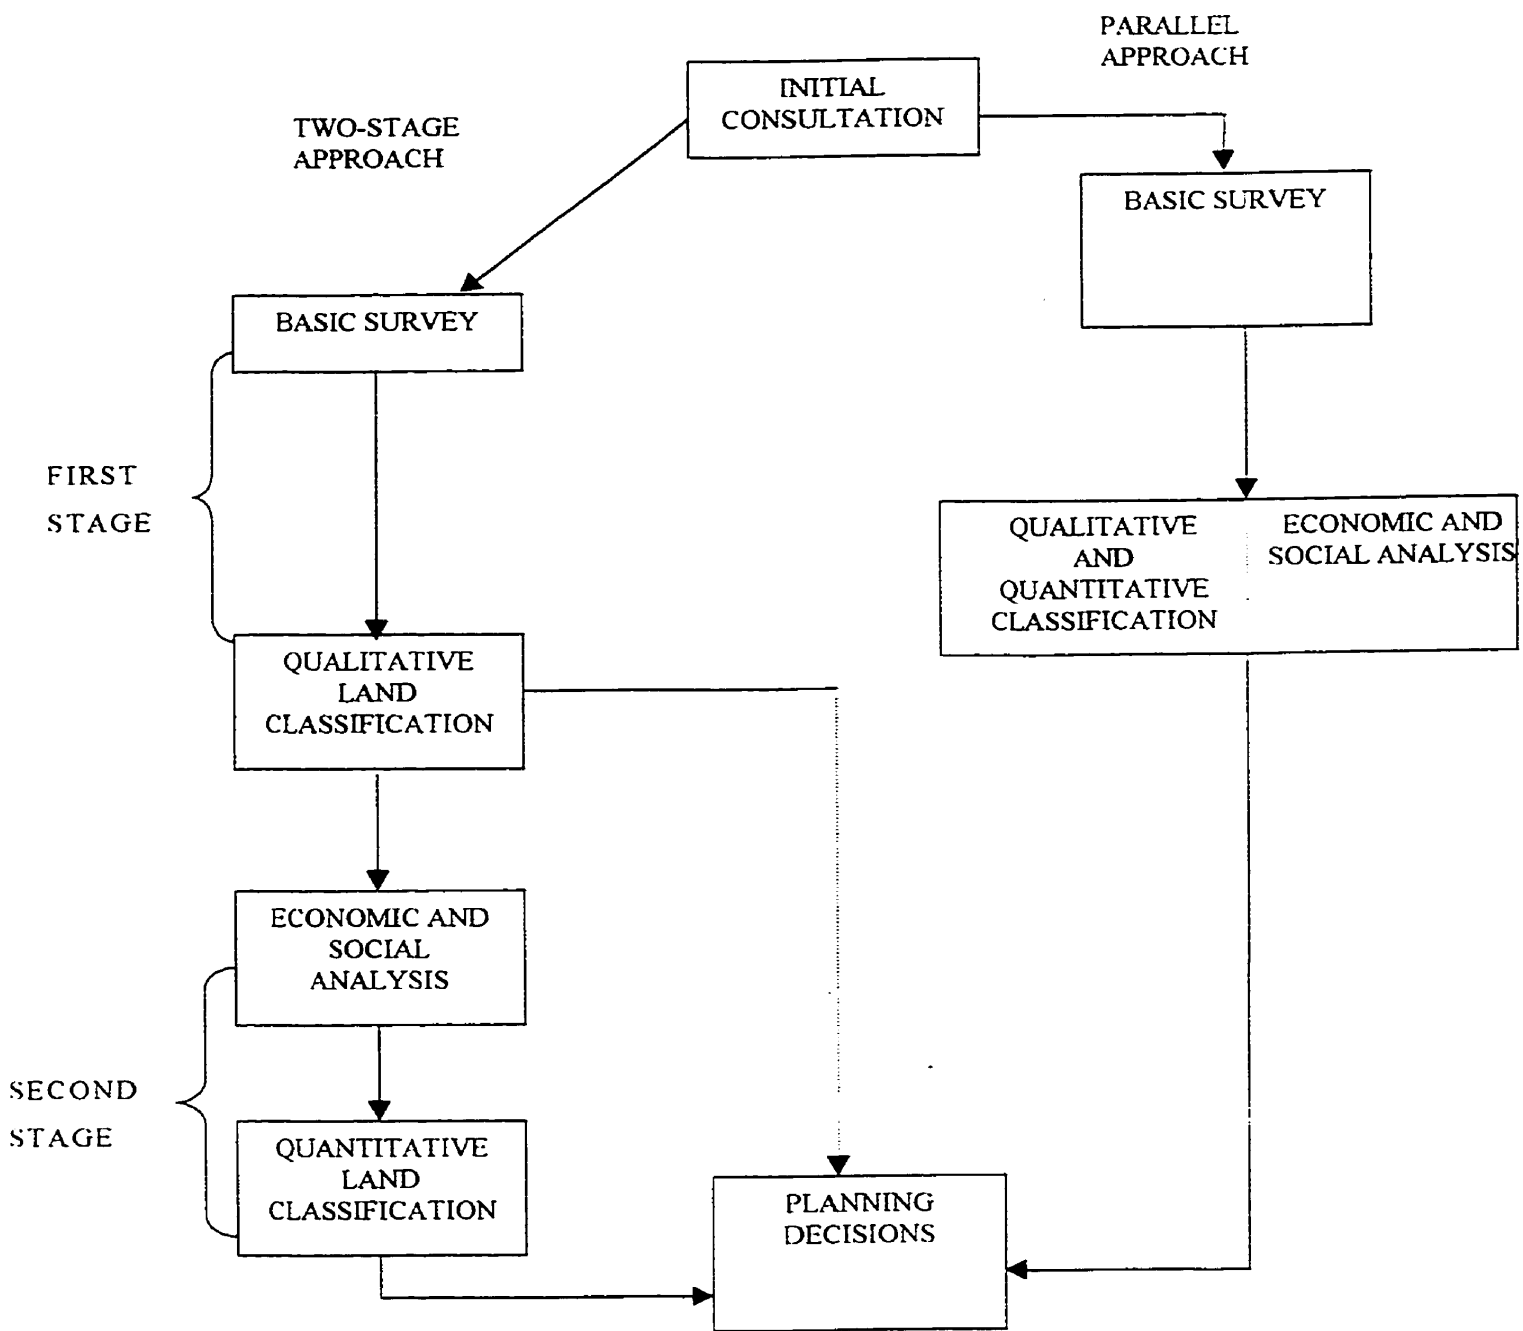 PARALLEL
APPROACH
INITIAL
CONSULTATION
TWO-STAGE
APPROACH
BASIC SURVEY
BASIC SURVEY
FIRST
STAGE
QUALITATIVE
AND
QUANTITATIVE
CLASSIFICATION
ECONOMIC AND
SOCIAL ANALYSIS
QUALITATIVE
LAND
CLASSIFICATION
ECONOMIC AND
SOCIAL
ANALYSIS
SECOND
STAGE
QUANTITATIVE
LAND
CLASSIFICATION
PLANNING
DECISIONS